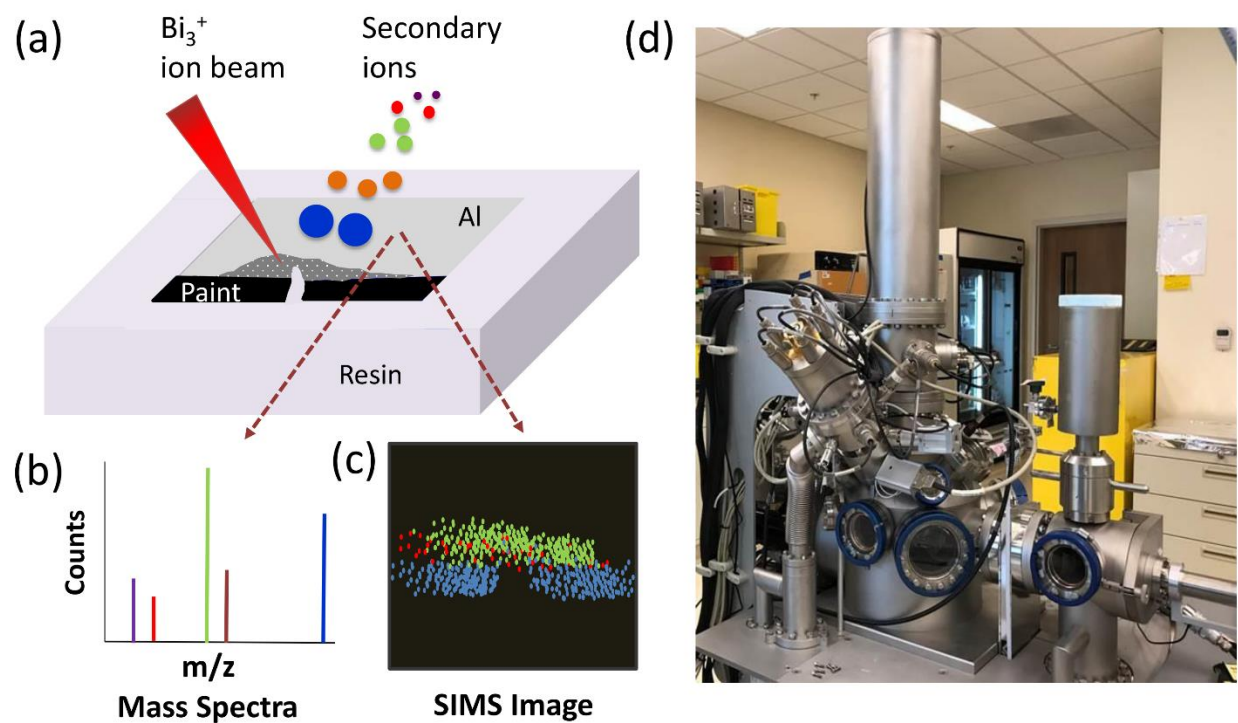 (a)
Bi₃⁺
ion beam
Secondary
ions
Al
Paint
Resin
(b)
Counts
m/z
Mass Spectra
(c)
SIMS Image
(d)